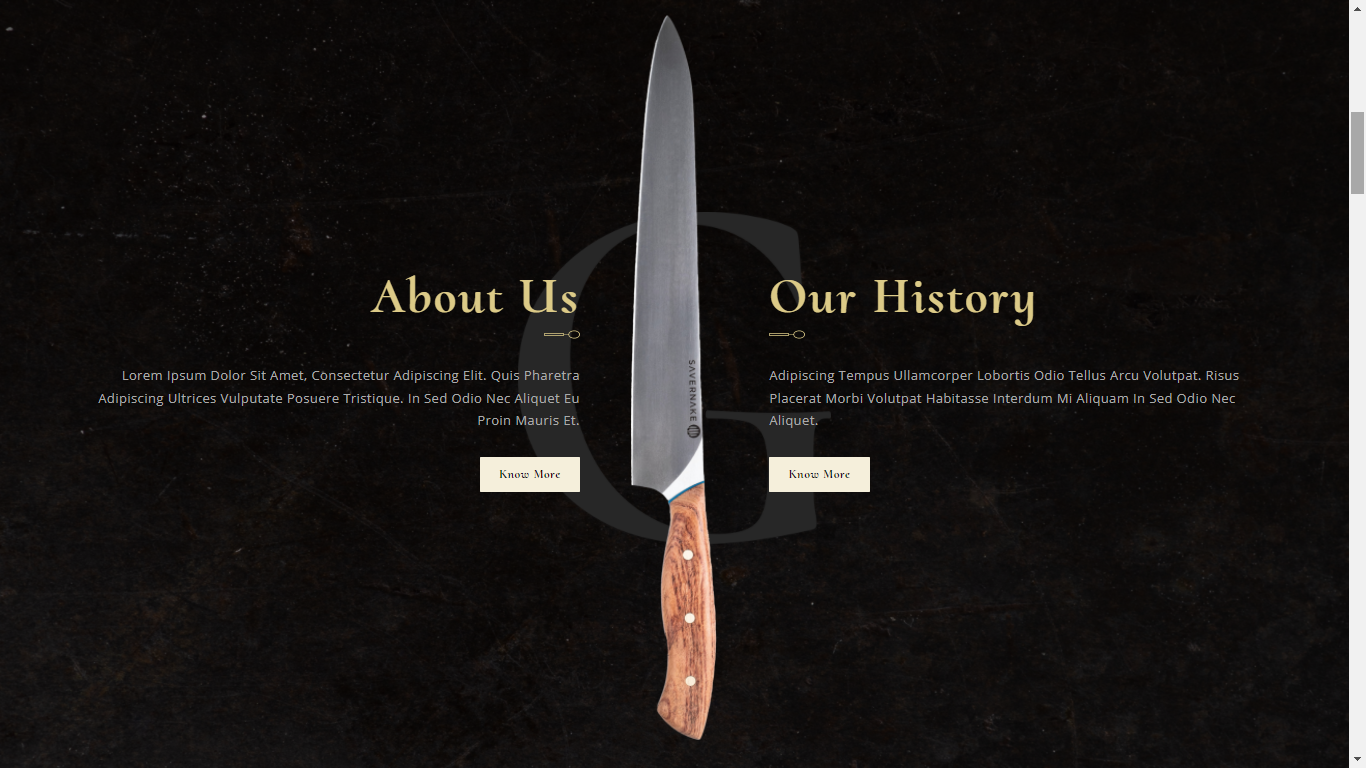 About Us
Lorem Ipsum Dolor Sit Amet, Consectetur Adipiscing Elit. Quis Pharetra
Adipiscing Ultrices Vulputate Posuere Tristique. In Sed Odio Nec Aliquet Eu
Proin Mauris Et.
Know More
G
SAVERNAKE
Our History
Adipiscing Tempus Ullamcorper Lobortis Odio Tellus Arcu Volutpat. Risus
Placerat Morbi Volutpat Habitasse Interdum Mi Aliquam In Sed Odio Nec
Aliquet.
Know More